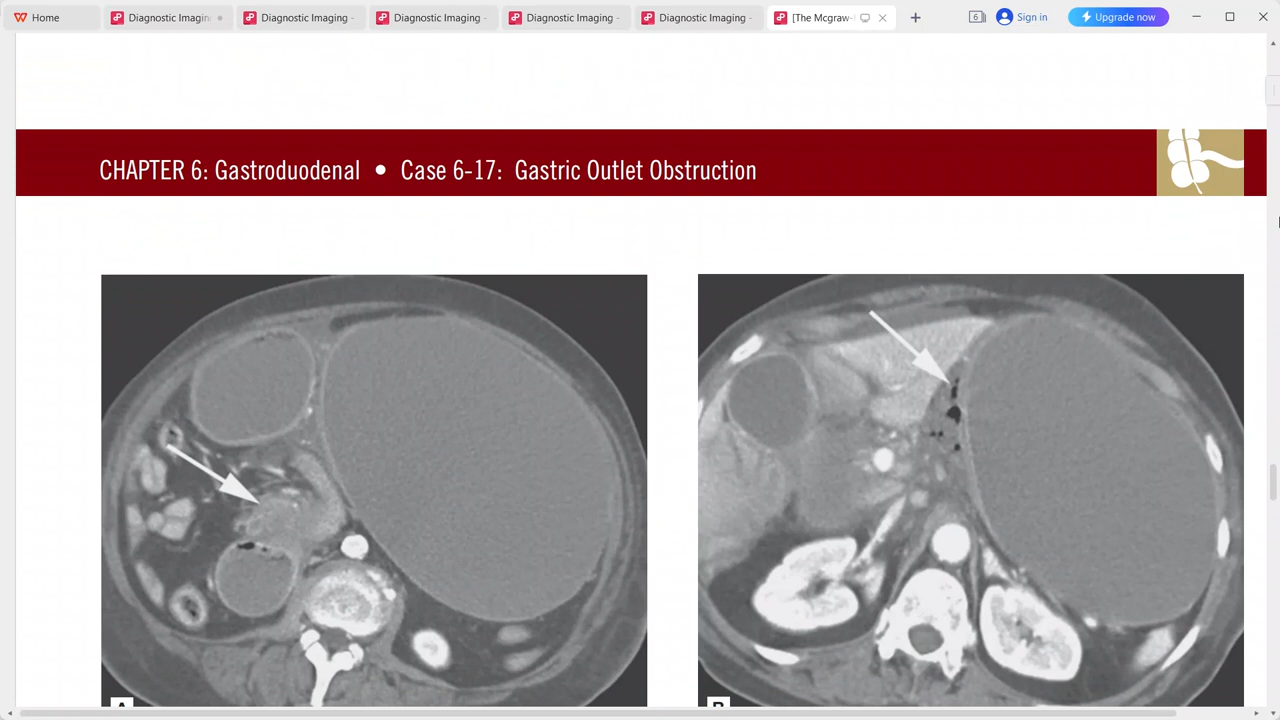 Home
Diagnostic Imagin
Diagnostic Imaging -
Diagnostic Imaging -
Diagnostic Imaging -
Diagnostic Imaging -
[The Mcgraw-
6
Sign in
Upgrade now
CHAPTER 6: Gastroduodenal • Case 6-17: Gastric Outlet Obstruction
A
B